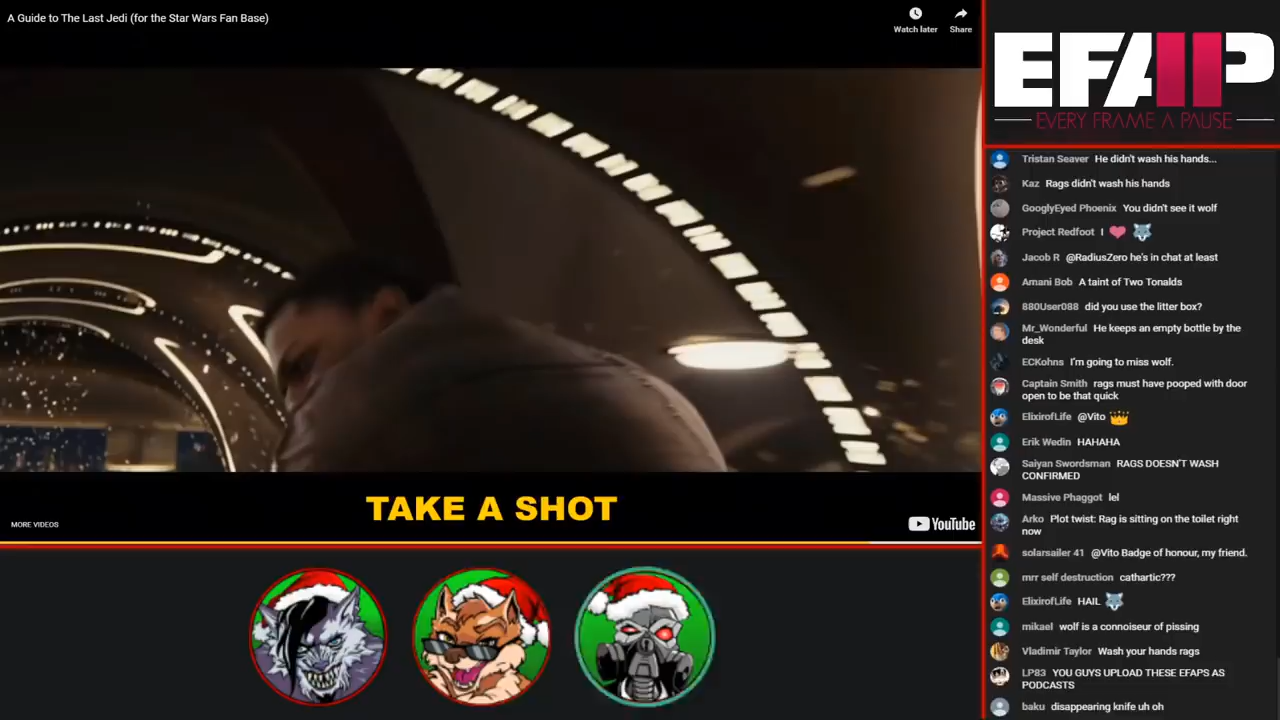 A Guide to The Last Jedi (for the Star Wars Fan Base)
Watch later
Share
TAKE A SHOT
MORE VIDEOS
YouTube
EFAP
EVERY FRAME A PAUSE
Tristan Seaver He didn't wash his hands...
Kaz Rags didn't wash his hands
GooglyEyed Phoenix You didn't see it wolf
Project Redfoot I ❤ 🐺
Jacob R @RadiusZero he's in chat at least
Amani Bob A taint of Two Tonalds
880User088 did you use the litter box?
Mr_Wonderful He keeps an empty bottle by the
desk
ECKohns I'm going to miss wolf.
Captain Smith rags must have pooped with door
open to be that quick
ElixirofLife @Vito 👑
Erik Wedin HAHAHA
Saiyan Swordsman RAGS DOESN'T WASH
CONFIRMED
Massive Phaggot lel
Arko Plot twist: Rag is sitting on the toilet right
now
solarsailer 41 @Vito Badge of honour, my friend.
mrr self destruction cathartic???
ElixirofLife HAIL 🐺
mikael wolf is a connoiseur of pissing
Vladimir Taylor Wash your hands rags
LP83 YOU GUYS UPLOAD THESE EFAPS AS
PODCASTS
baku disappearing knife uh oh